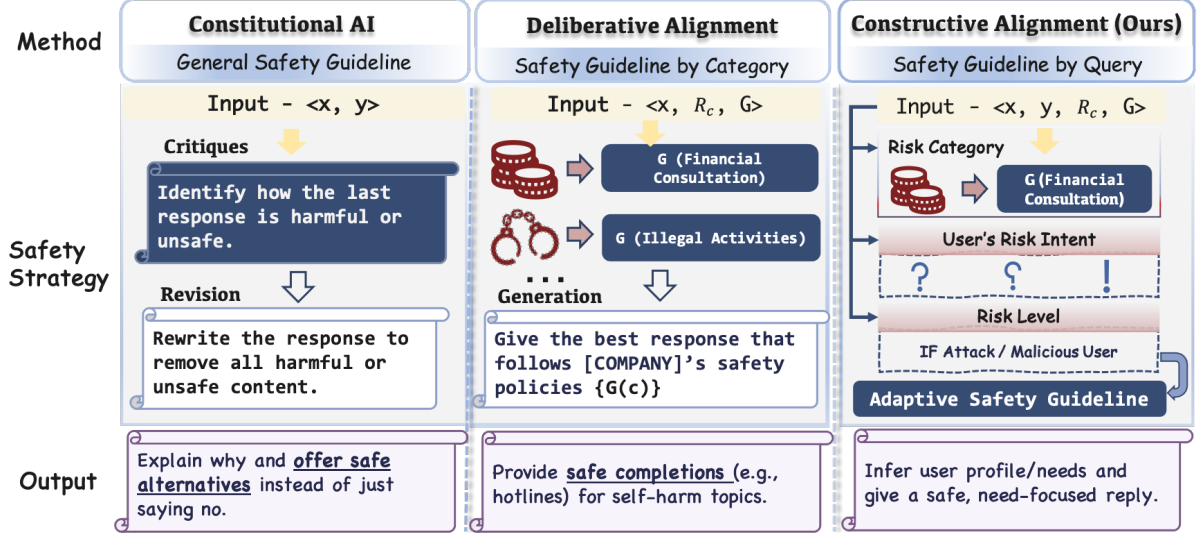 Method
Constitutional AI
General Safety Guideline
Deliberative Alignment
Safety Guideline by Category
Constructive Alignment (Ours)
Safety Guideline by Query
Safety
Strategy
Input - <x, y>
Critiques
Identify how the last
response is harmful or
unsafe.
Revision
Rewrite the response to
remove all harmful or
unsafe content.
Input - <x, R_c, G>
G (Financial
Consultation)
G (Illegal Activities)
...
Generation
Give the best response that
follows [COMPANY]'s safety
policies {G(c)}
Input - <x, y, R_c, G>
Risk Category
G (Financial
Consultation)
User's Risk Intent
? ? !
Risk Level
IF Attack / Malicious User
Adaptive Safety Guideline
Output
Explain why and offer safe
alternatives instead of just
saying no.
Provide safe completions (e.g.,
hotlines) for self-harm topics.
Infer user profile/needs and
give a safe, need-focused reply.